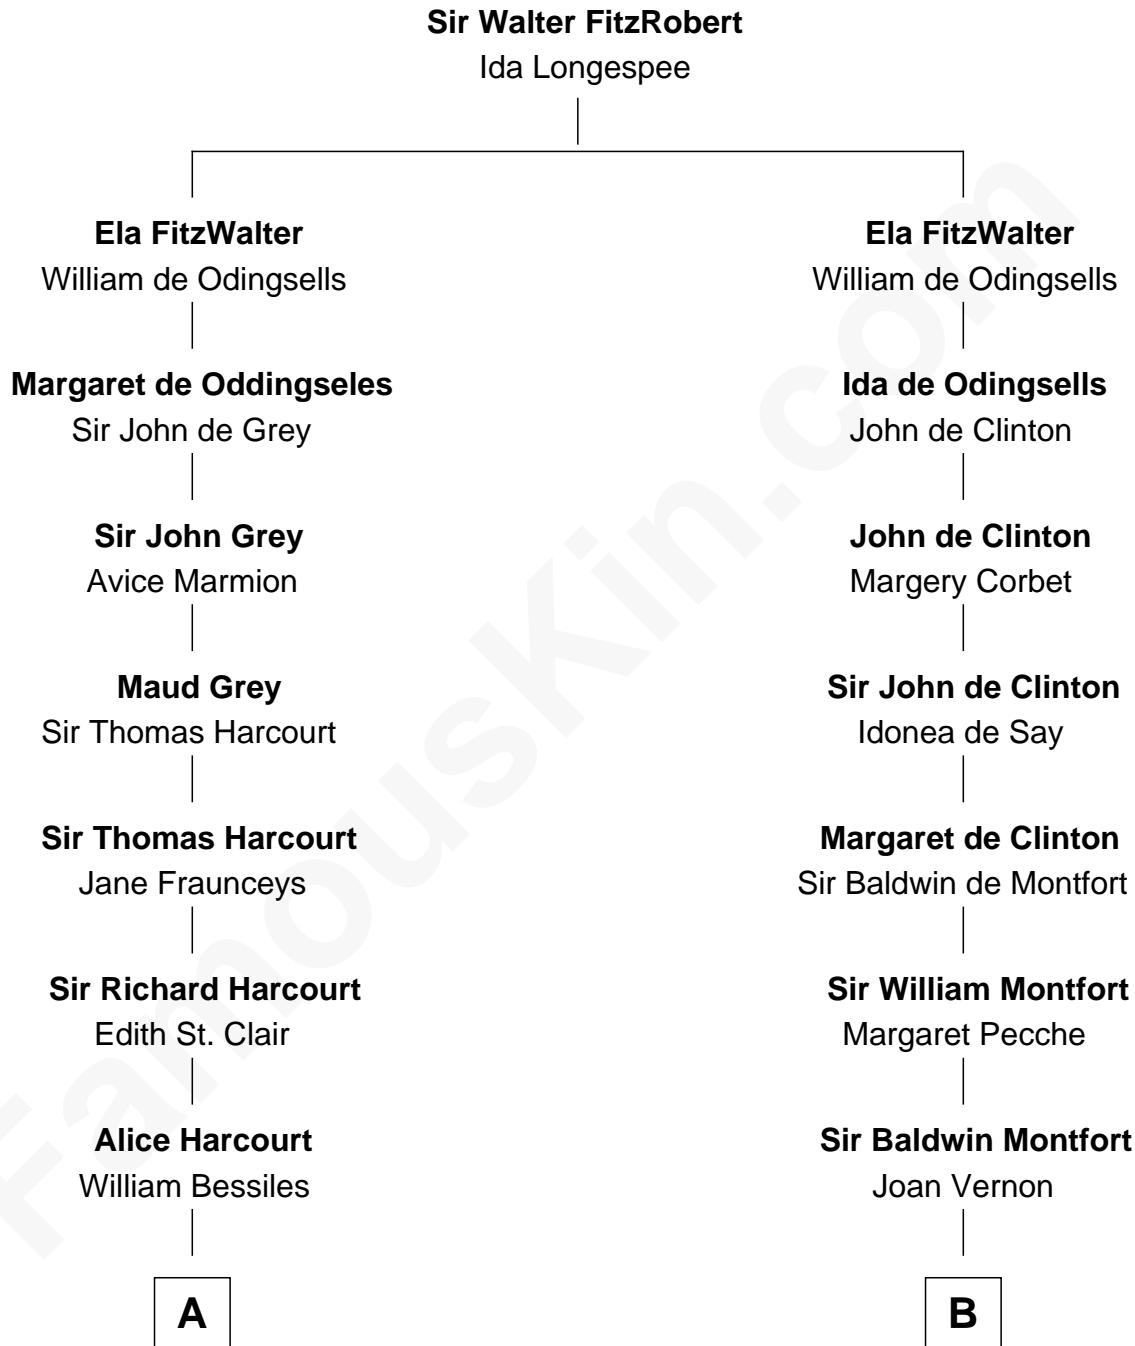 Sir Walter FitzRobert
Ida Longespee
Ela FitzWalter
William de Odingsells
Margaret de Oddingseles
Sir John de Grey
Sir John Grey
Avice Marmion
Maud Grey
Sir Thomas Harcourt
Sir Thomas Harcourt
Jane Fraunceys
Sir Richard Harcourt
Edith St. Clair
Alice Harcourt
William Bessiles
A
Ela FitzWalter
William de Odingsells
Ida de Odingsells
John de Clinton
John de Clinton
Margery Corbet
Sir John de Clinton
Idonea de Say
Margaret de Clinton
Sir Baldwin de Montfort
Sir William Montfort
Margaret Pecche
Sir Baldwin Montfort
Joan Vernon
B
FamousKin.com